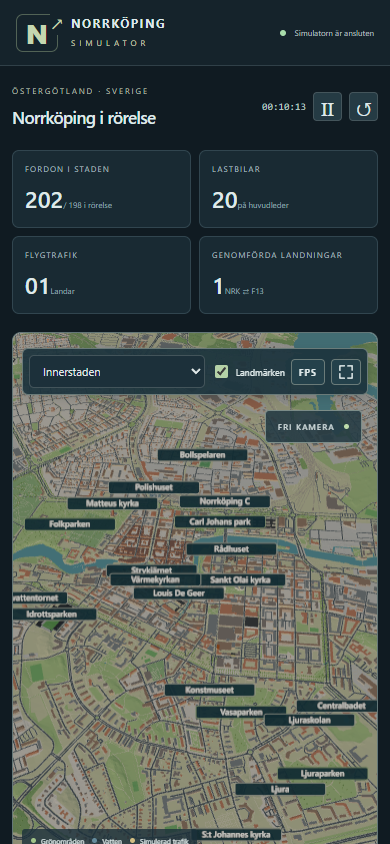 N NORRKÖPING
SIMULATOR
Simulatorn är ansluten
ÖSTERGÖTLAND · SVERIGE
Norrköping i rörelse
00:10:13
FORDON I STADEN
202 / 198 i rörelse
LASTBILAR
20 på huvudleder
FLYGTRAFIK
01 Landar
GENOMFÖRDA LANDNINGAR
1 NRK ⇄ F13
Innerstaden
Landmärken
FPS
FRI KAMERA
Bollspelaren
Polishuset
Matteus kyrka
Norrköping C
Folkparken
Carl Johans park
Rådhuset
Strykjärnet
Värmekyrkan
Sankt Olai kyrka
Louis De Geer
vattentornet
Idrottsparken
Konstmuseet
Vasaparken
Centralbadet
Ljuraskolan
Ljuraparken
Ljura
S:t Johannes kyrka
Grönområden
Vatten
Simulerad trafik